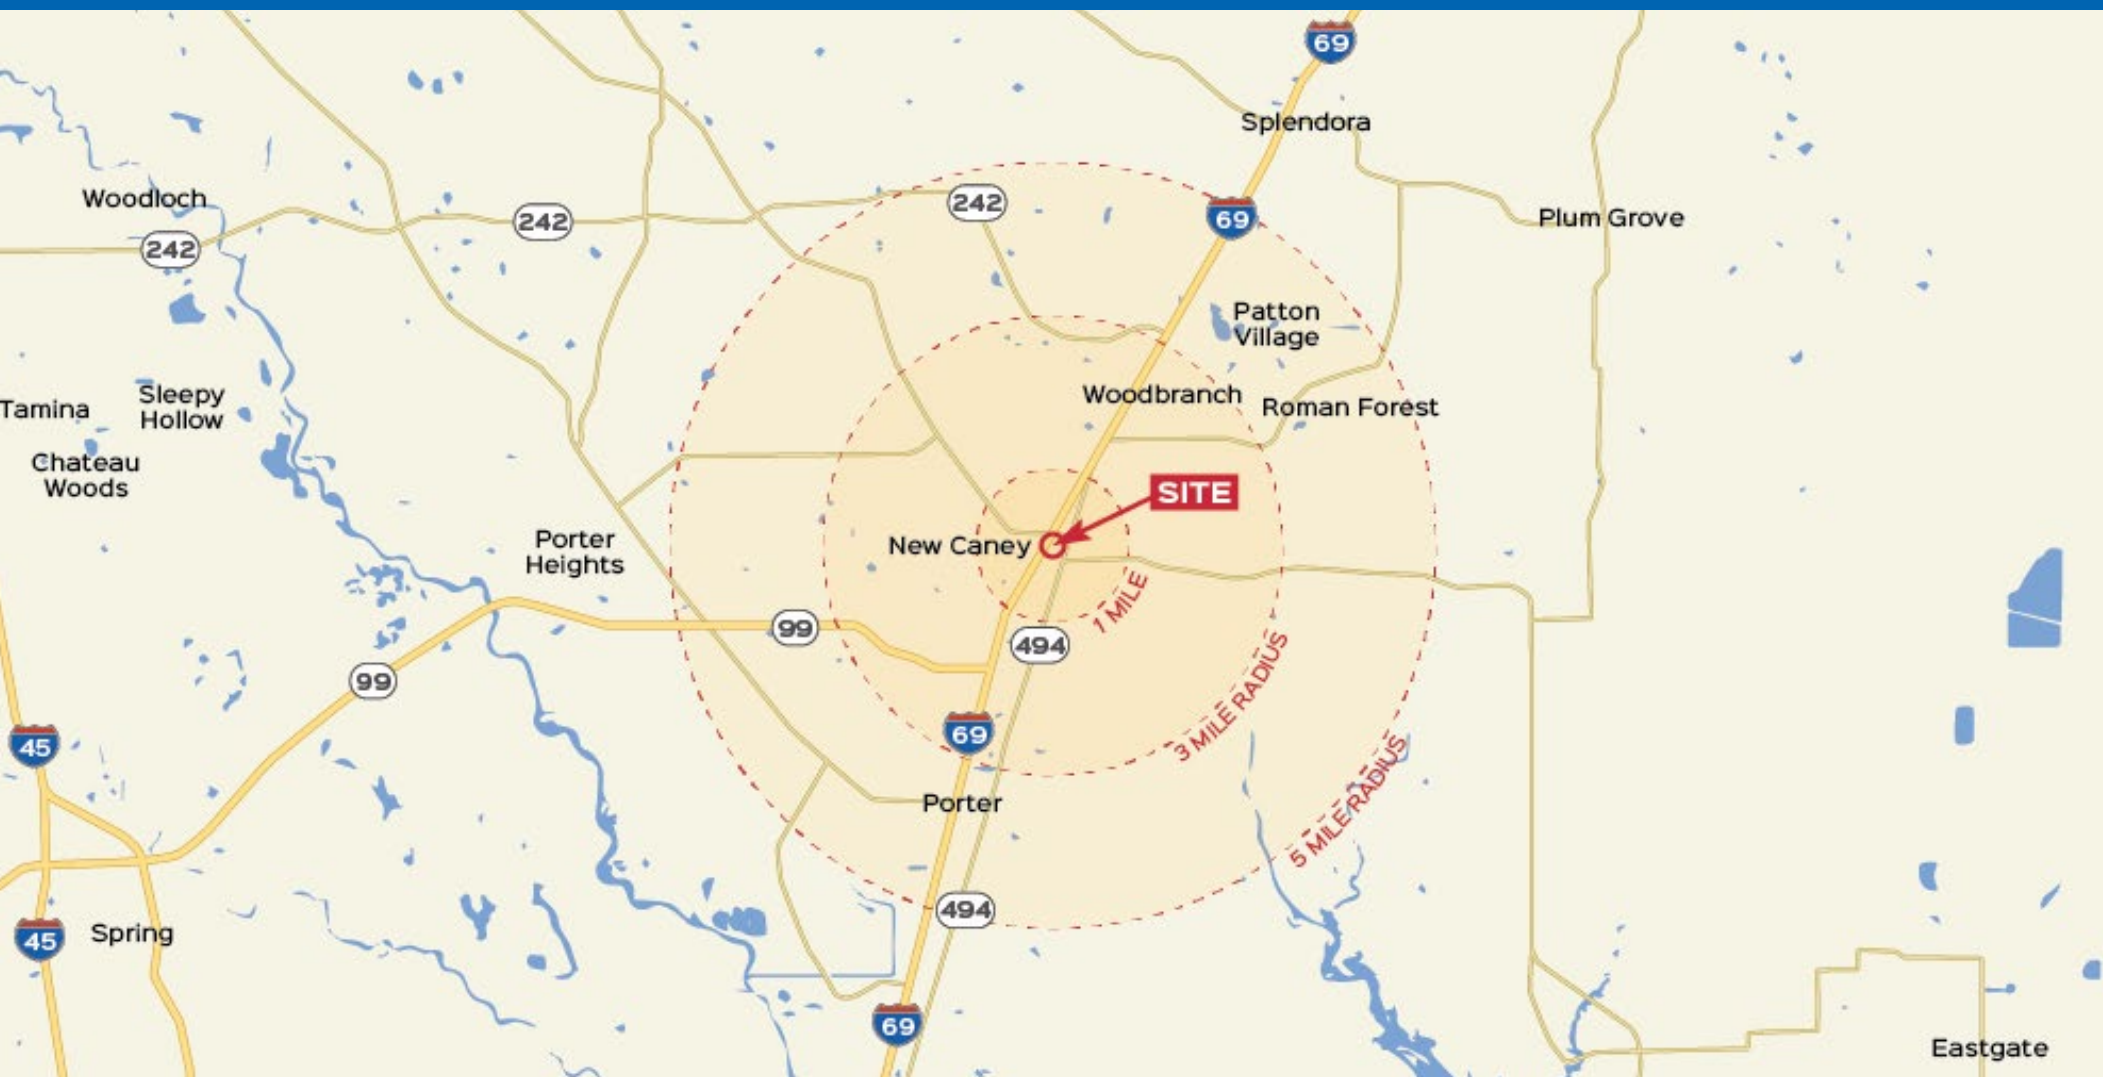 69
Splendora
Woodloch
242
242
242
69
Plum Grove
Patton
Village
Sleepy
Hollow
Tamina
Woodbranch
Roman Forest
Chateau
Woods
SITE
Porter
Heights
New Caney
1 MILE
99
494
3 MILE RADIUS
99
69
45
5 MILE RADIUS
Porter
494
45
Spring
69
Eastgate